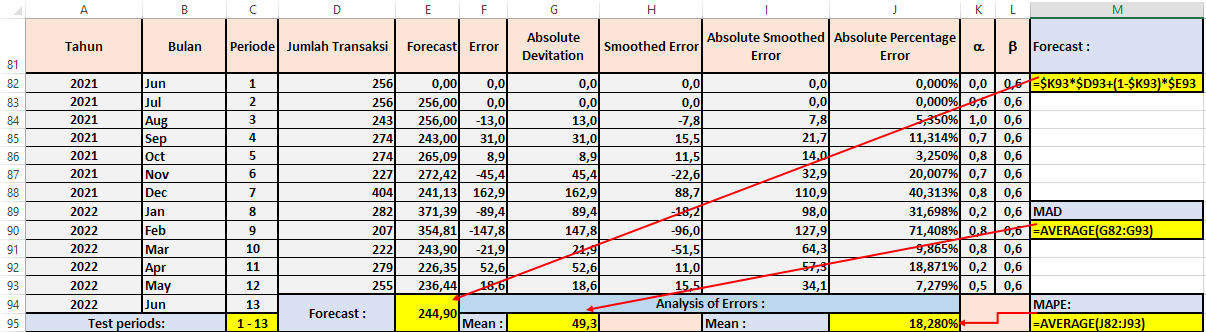 A B C D E F G H I J K L M
81 Tahun Bulan Periode Jumlah Transaksi Forecast Error Absolute Devitation Smoothed Error Absolute Smoothed Error Absolute Percentage Error α β Forecast :
82 2021 Jun 1 256 0,00 0,0 0,0 0,0 0,0 0,000% 0,0 0,6 =$K93*$D93+(1-$K93)*$E93
83 2021 Jul 2 256 256,00 0,0 0,0 0,0 0,0 0,000% 0,6 0,6
84 2021 Aug 3 243 256,00 -13,0 13,0 -7,8 7,8 5,350% 1,0 0,6
85 2021 Sep 4 274 243,00 31,0 31,0 15,5 21,7 11,314% 0,7 0,6
86 2021 Oct 5 274 265,09 8,9 8,9 11,5 14,0 3,250% 0,8 0,6
87 2021 Nov 6 227 272,42 -45,4 45,4 -22,6 32,9 20,007% 0,7 0,6
88 2021 Dec 7 404 241,13 162,9 162,9 88,7 110,9 40,313% 0,8 0,6
89 2022 Jan 8 282 371,39 -89,4 89,4 -18,2 98,0 31,698% 0,2 0,6 MAD
90 2022 Feb 9 207 354,81 -147,8 147,8 -96,0 127,9 71,408% 0,8 0,6 =AVERAGE(G82:G93)
91 2022 Mar 10 222 243,90 -21,9 21,9 -51,5 64,3 9,865% 0,8 0,6
92 2022 Apr 11 279 226,35 52,6 52,6 11,0 57,3 18,871% 0,2 0,6
93 2022 May 12 255 236,44 18,6 18,6 15,5 34,1 7,279% 0,5 0,6
94 2022 Jun 13 Forecast : 244,90 Analysis of Errors : MAPE:
95 Test periods: 1 - 13 Mean : 49,3 Mean : 18,280% =AVERAGE(J82:J93)